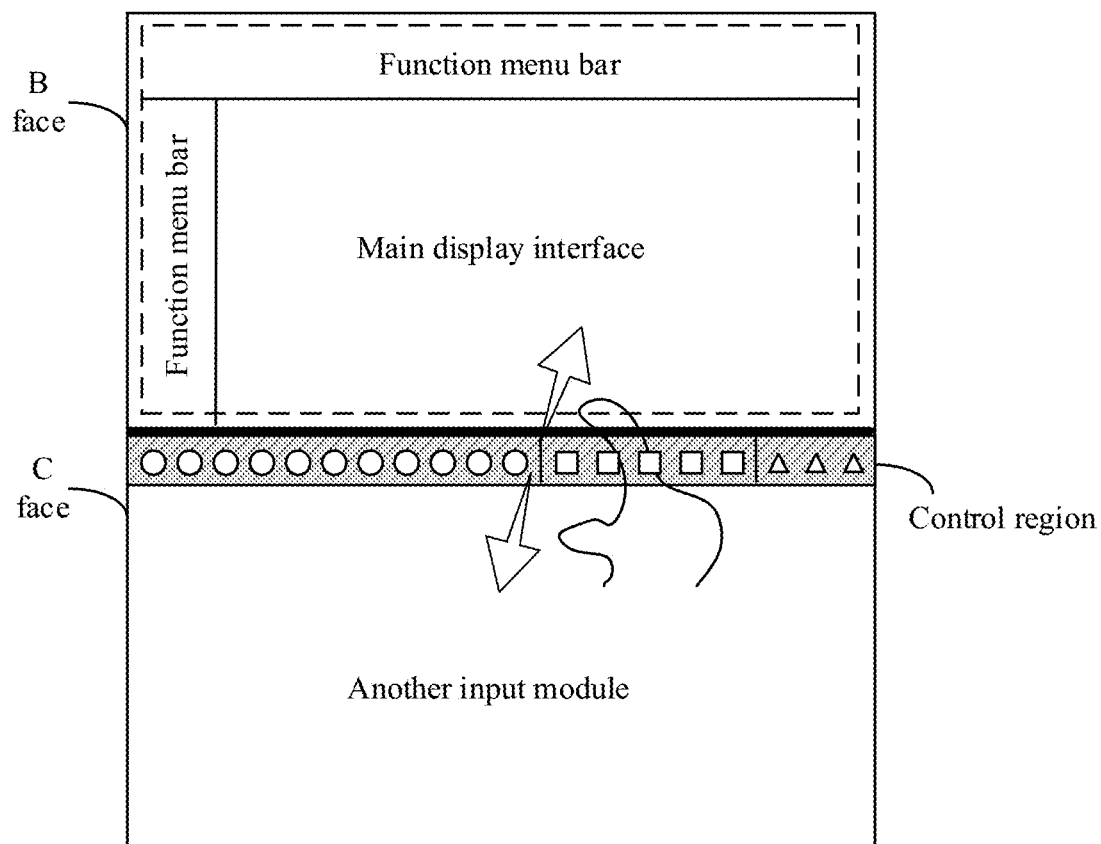 Function menu bar
B
face
Function menu bar
Main display interface
C
face
Control region
Another input module